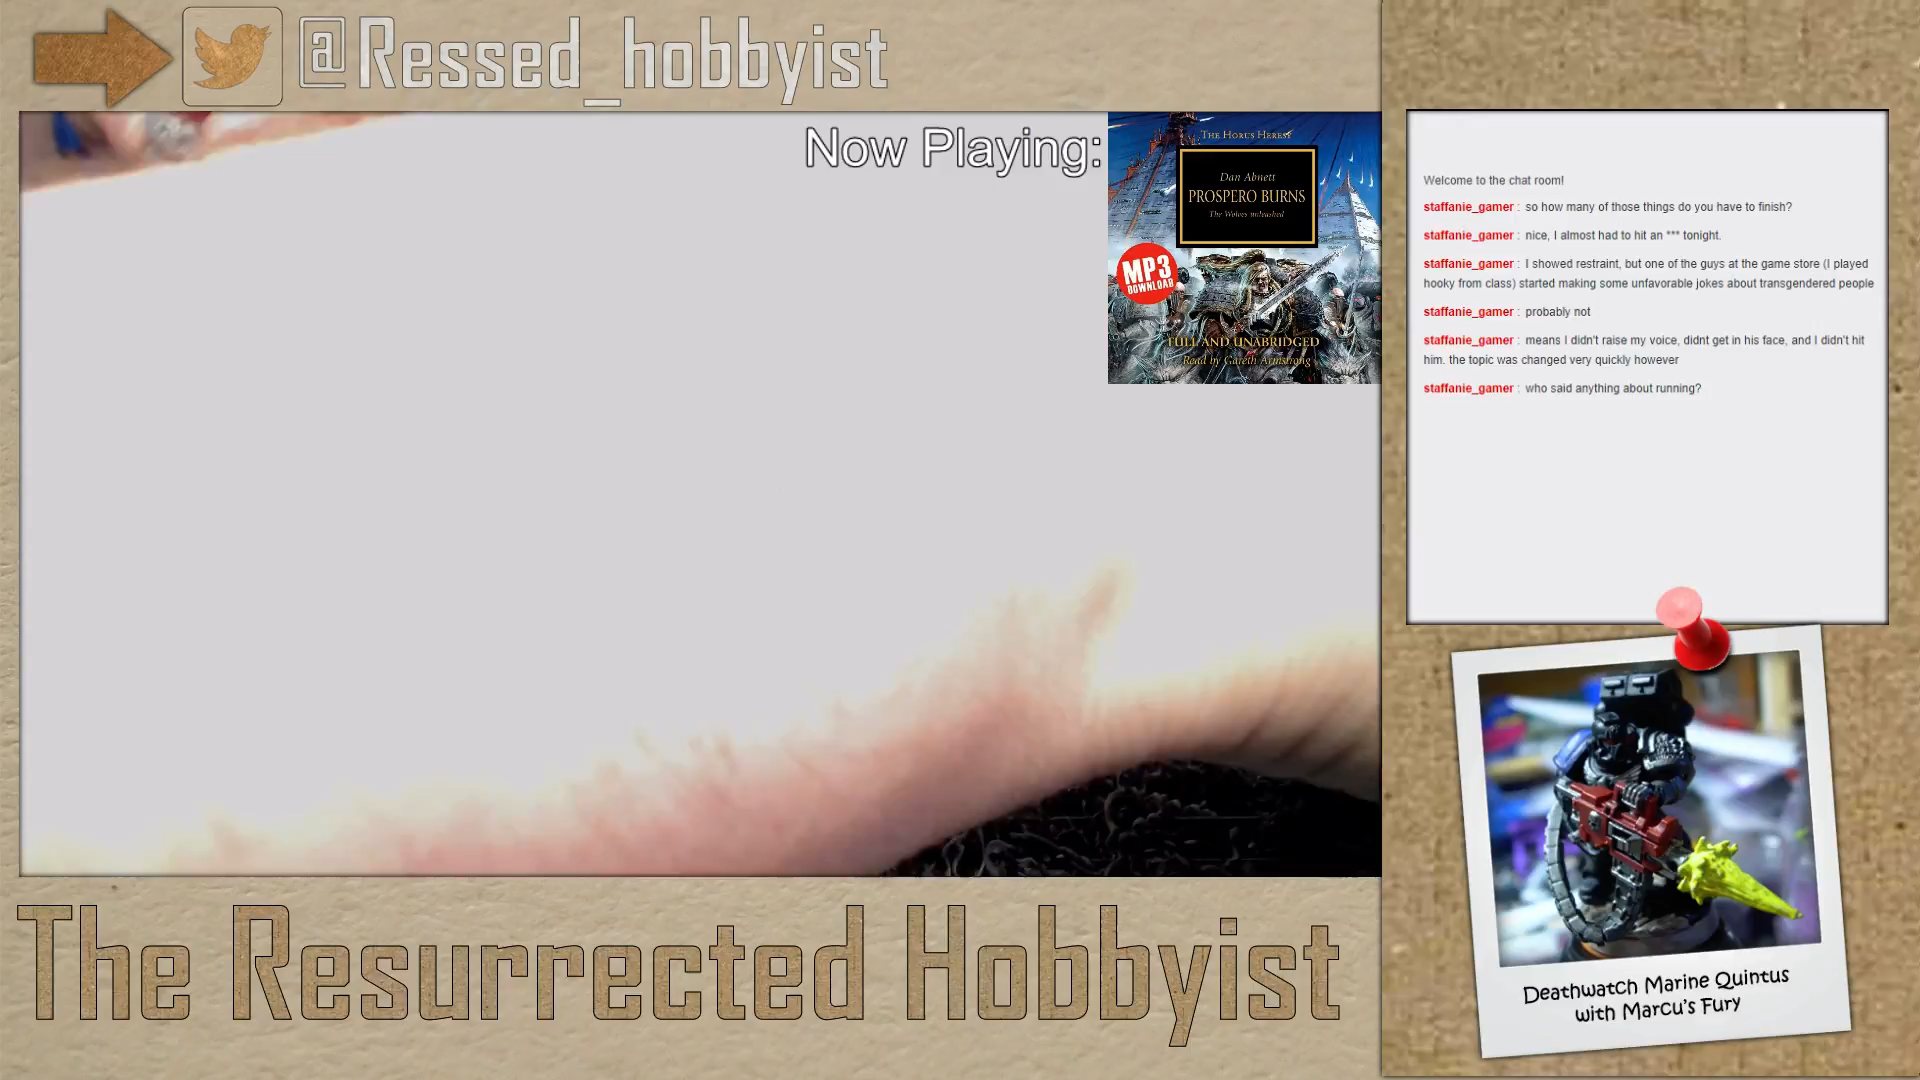 @Ressed_hobbyist
Now Playing:
THE HORUS HERESY
Dan Abnett
PROSPERO BURNS
The Wolves unleashed
MP3
DOWNLOAD
FULL AND UNABRIDGED
Read by Gareth Armstrong
Welcome to the chat room!
staffanie_gamer : so how many of those things do you have to finish?
staffanie_gamer : nice, I almost had to hit an *** tonight.
staffanie_gamer : I showed restraint, but one of the guys at the game store (I played
hooky from class) started making some unfavorable jokes about transgendered people
staffanie_gamer : probably not
staffanie_gamer : means I didn't raise my voice, didnt get in his face, and I didn't hit
him. the topic was changed very quickly however
staffanie_gamer : who said anything about running?
Deathwatch Marine Quintus
with Marcu's Fury
The Resurrected Hobbyist